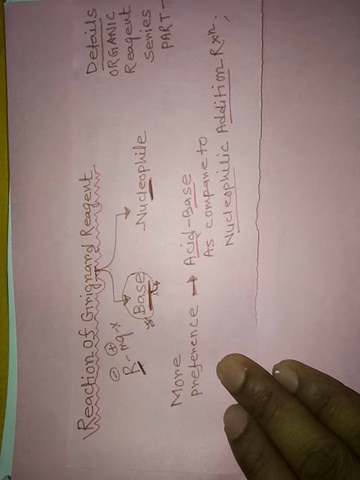 Details
ORGANIC
Reagent
Series
PART-
Reaction of Grignard Reagent
⊖ ⊕
R-mg-x
Base
Nucleophile
More
preference → Acid-Base
As compare to
Nucleophilic Addition Rxn.